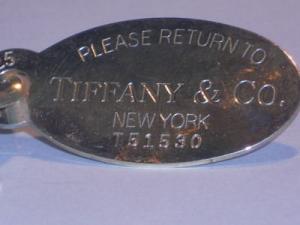 PLEASE RETURN TO
TIFFANY & CO.
NEW YORK
T51530